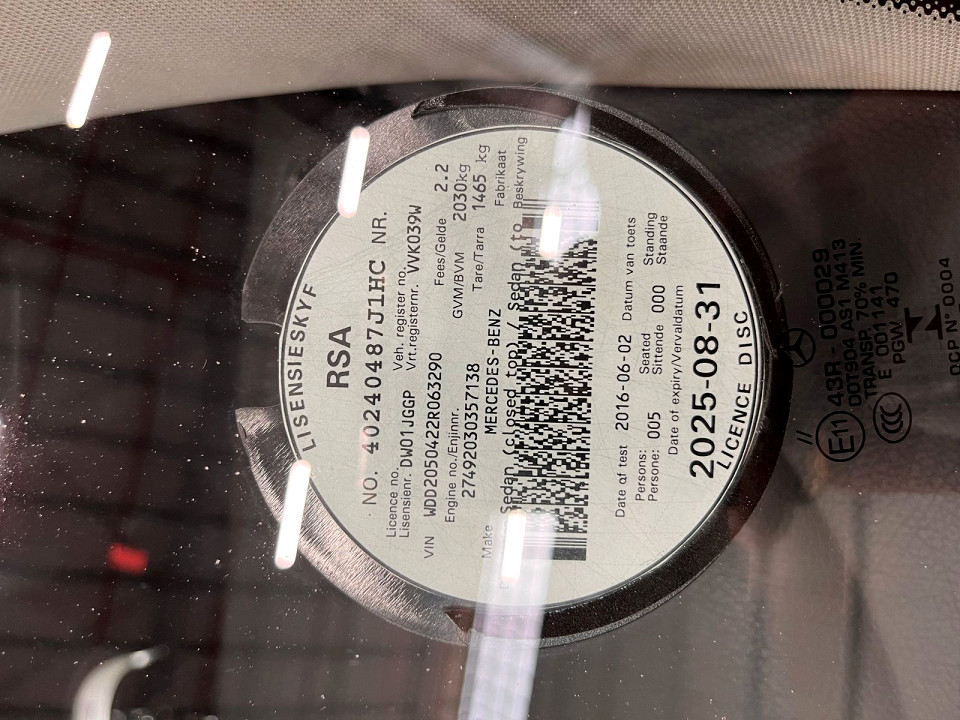 LISENSIESKYF
RSA
NO. 40240487J1HC NR.
Licence no. Veh. register no.
Lisensienr. DW01JGGP Vrt.registernr. VVK039W
VIN WDD2050422R063290 Fees/Gelde 2.2
Engine no./Enjinnr. GVM/BVM 2030kg
27492030357138 Tare/Tarra 1465 kg
Make MERCEDES-BENZ Fabrikaat
Sedan (closed top) / Sedan (to Beskrywing
Date of test 2016-06-02 Datum van toets
Persons: 005 Seated 000 Standing
Persone: Sittende Staande
Date of expiry/Vervaldatum
2025-08-31
LICENCE DISC
E11 43R - 000029
DOT904 AS1 M413
TRANSP. 70% MIN.
CCC E 001141
PGW 470
DCP N° 0004